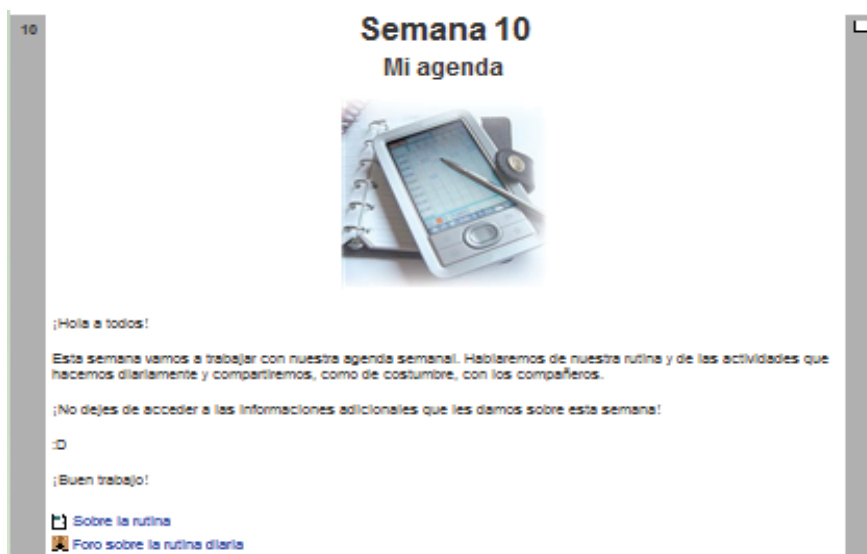 10
Semana 10
Mi agenda
¡Hola a todos!
Esta semana vamos a trabajar con nuestra agenda semanal. Hablaremos de nuestra rutina y de las actividades que
hacemos diariamente y compartiremos, como de costumbre, con los compañeros.
¡No dejes de acceder a las informaciones adicionales que les damos sobre esta semana!
:D
¡Buen trabajo!
Sobre la rutina
Foro sobre la rutina diaria